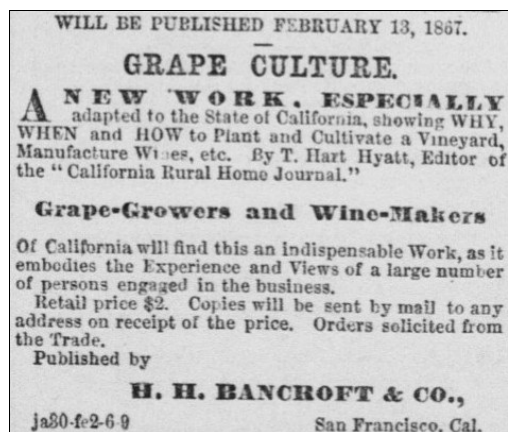 WILL BE PUBLISHED FEBRUARY 13, 1867.
GRAPE CULTURE.
A NEW WORK, ESPECIALLY
adapted to the State of California, showing WHY,
WHEN and HOW to Plant and Cultivate a Vineyard,
Manufacture Wines, etc. By T. Hart Hyatt, Editor of
the "California Rural Home Journal."
Grape-Growers and Wine-Makers
Of California will find this an indispensable Work, as it
embodies the Experience and Views of a large number
of persons engaged in the business.
Retail price $2. Copies will be sent by mail to any
address on receipt of the price. Orders solicited from
the Trade.
Published by
H. H. BANCROFT & CO.,
ja30-fe2-6-9 San Francisco, Cal.